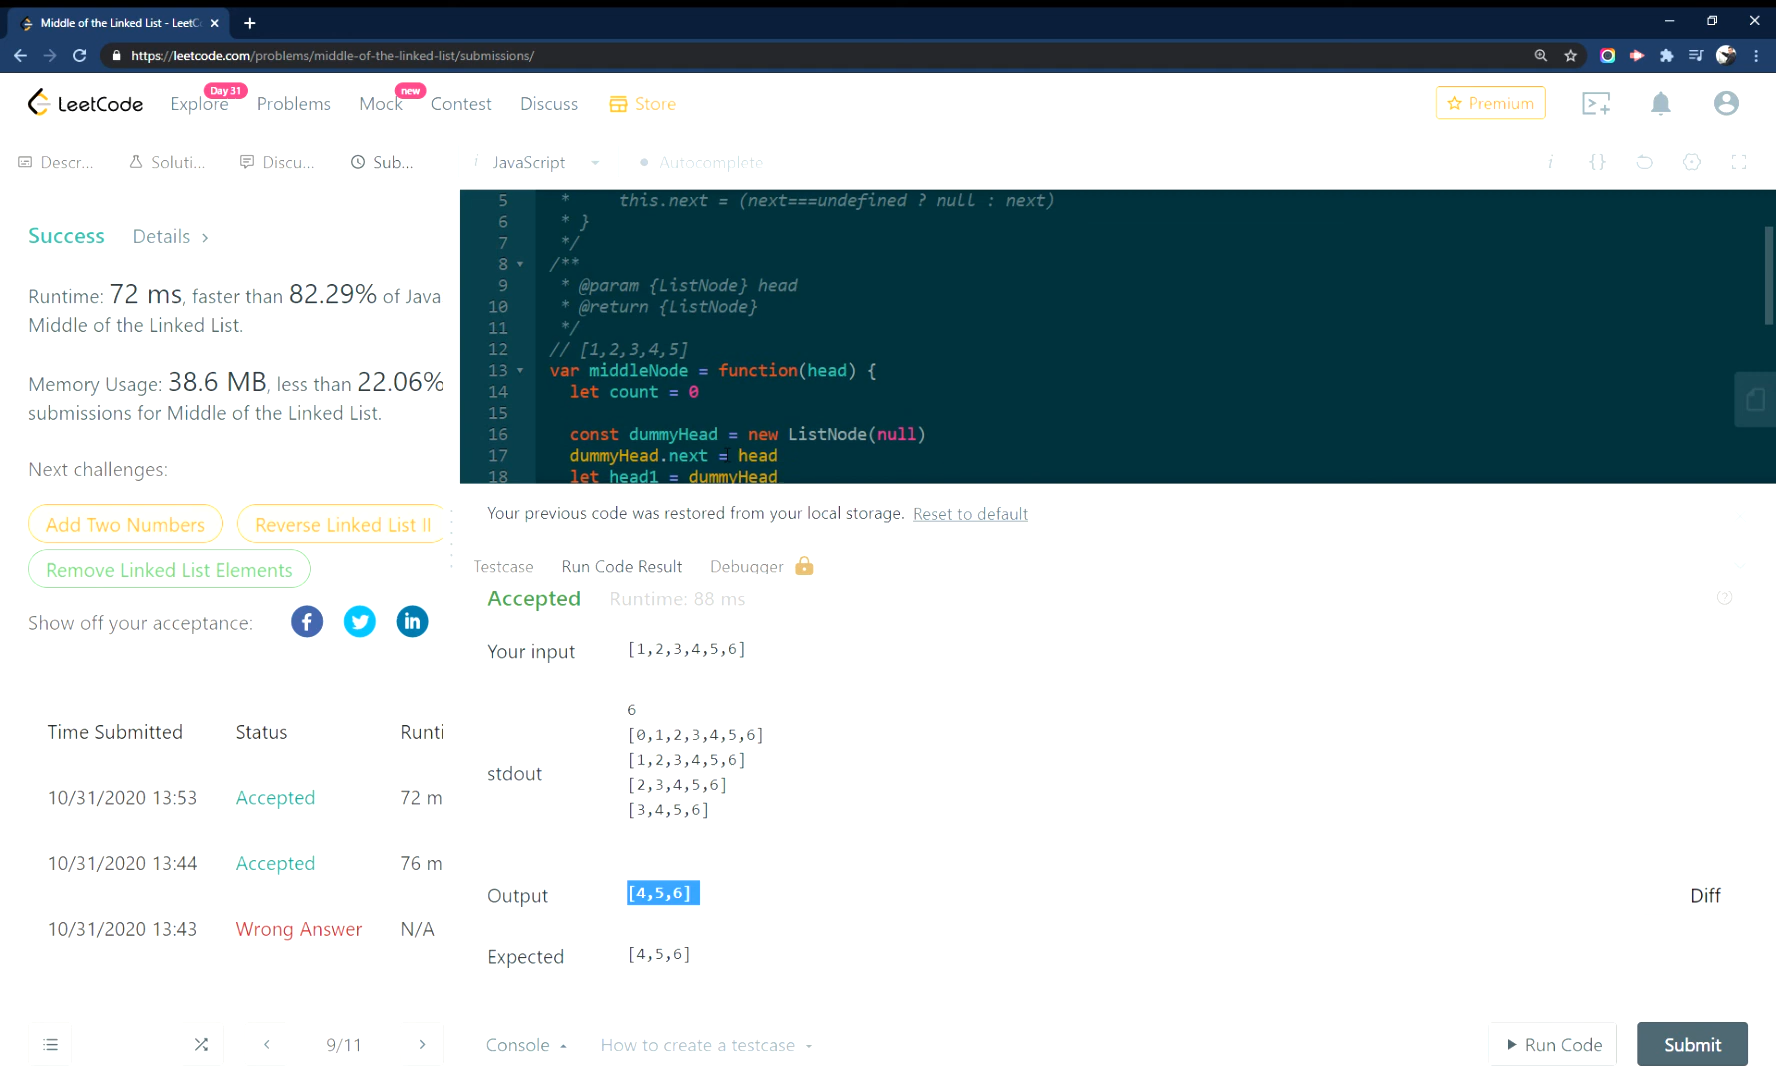 Middle of the Linked List - LeetC
https://leetcode.com/problems/middle-of-the-linked-list/submissions/
LeetCode
Explore
Day 31
Problems
Mock
new
Contest
Discuss
Store
Premium
Descr...
Soluti...
Discu...
Sub...
i JavaScript
Autocomplete
i
{}
Success
Details >
Runtime: 72 ms, faster than 82.29% of Java
Middle of the Linked List.
Memory Usage: 38.6 MB, less than 22.06%
submissions for Middle of the Linked List.
Next challenges:
Add Two Numbers
Reverse Linked List II
Remove Linked List Elements
Show off your acceptance:
Time Submitted Status Runti
10/31/2020 13:53 Accepted 72 m
10/31/2020 13:44 Accepted 76 m
10/31/2020 13:43 Wrong Answer N/A
9/11
5 * this.next = (next===undefined ? null : next)
6 * }
7 */
8 /**
9 * @param {ListNode} head
10 * @return {ListNode}
11 */
12 // [1,2,3,4,5]
13 var middleNode = function(head) {
14 let count = 0
15
16 const dummyHead = new ListNode(null)
17 dummyHead.next = head
18 let head1 = dummyHead
Your previous code was restored from your local storage. Reset to default
Testcase
Run Code Result
Debugger
Accepted
Runtime: 88 ms
Your input [1,2,3,4,5,6]
stdout
6
[0,1,2,3,4,5,6]
[1,2,3,4,5,6]
[2,3,4,5,6]
[3,4,5,6]
Output [4,5,6]
Diff
Expected [4,5,6]
Console
How to create a testcase
Run Code
Submit